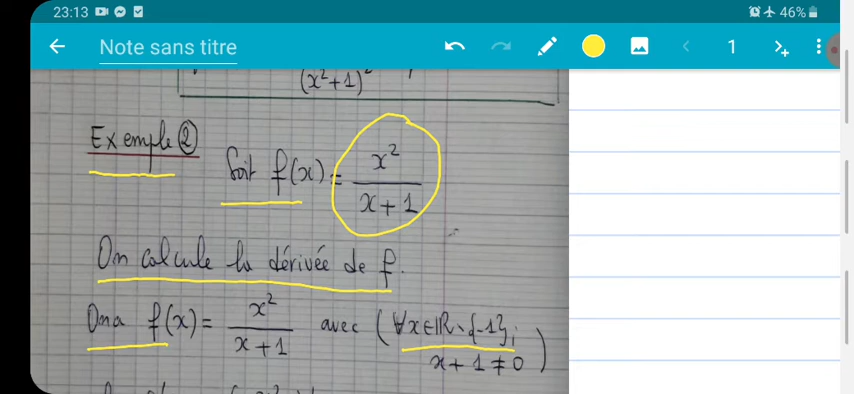 23:13 46%
Note sans titre 1
(x²+1)²
Exemple ②
Soit f(x) = x²/(x+1)
On calcule la dérivée de f.
On a f(x) = x²/(x+1) avec (∀x∈ℝ∖{-1};
x+1≠0)